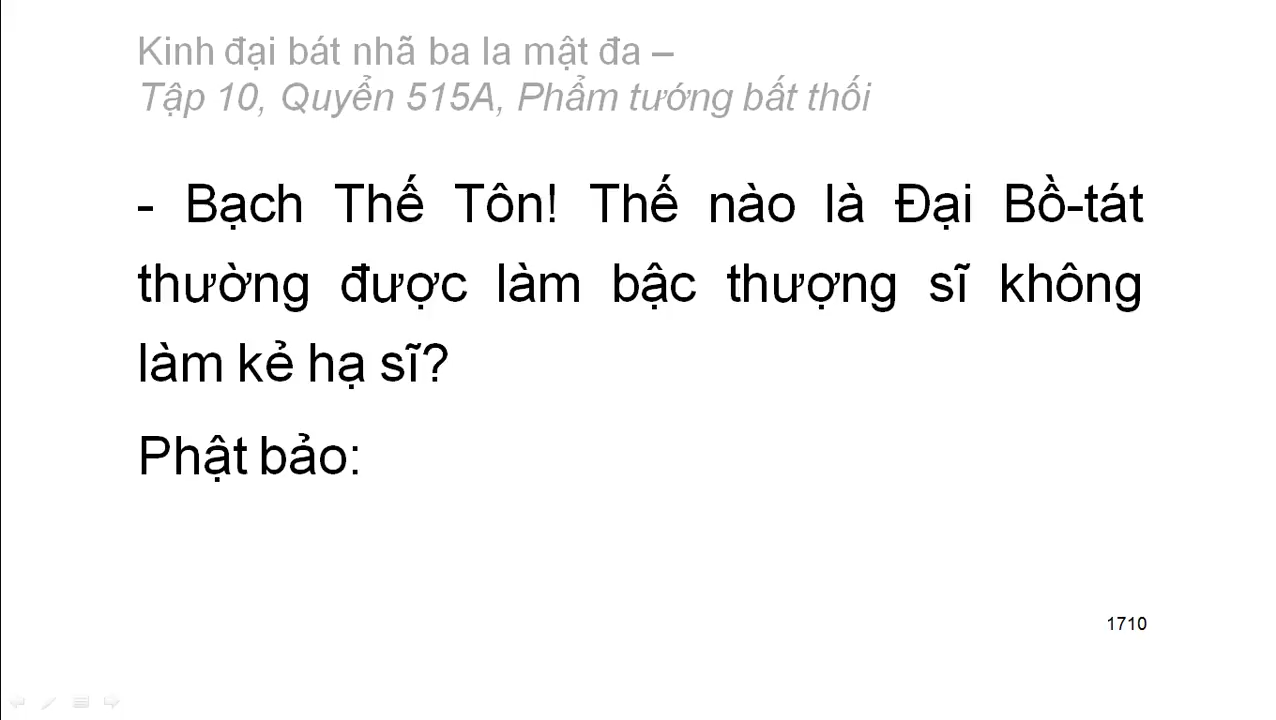 Kinh đại bát nhã ba la mật đa –
Tập 10, Quyển 515A, Phẩm tướng bất thối
- Bạch Thế Tôn! Thế nào là Đại Bồ-tát
thường được làm bậc thượng sĩ không
làm kẻ hạ sĩ?
Phật bảo:
1710